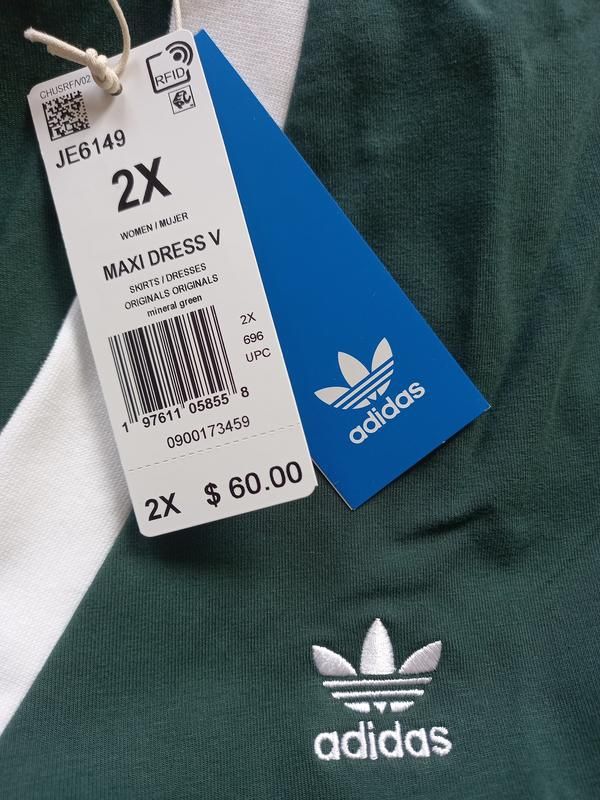 CHUSRF/V02
RFID
JE6149
2X
WOMEN / MUJER
MAXI DRESS V
SKIRTS / DRESSES
ORIGINALS ORIGINALS
mineral green
2X
696
UPC
1 97611 05855 8
0900173459
2X $ 60.00
adidas
adidas